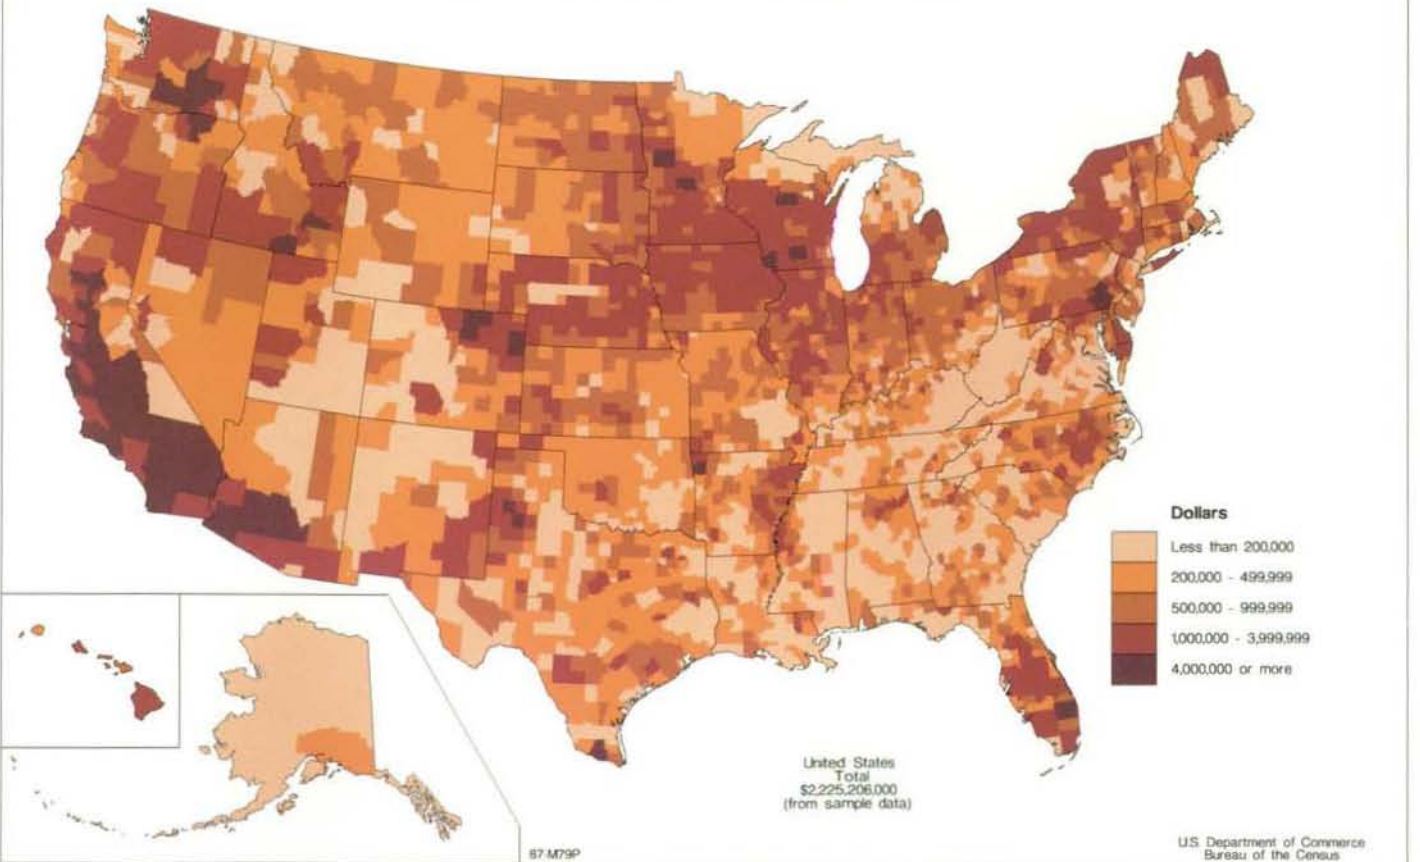 Dollars
Less than 200,000
200,000 - 499,999
500,000 - 999,999
1,000,000 - 3,999,999
4,000,000 or more
United States
Total
$2,225,206,000
(from sample data)
87-M79P
U.S. Department of Commerce
Bureau of the Census